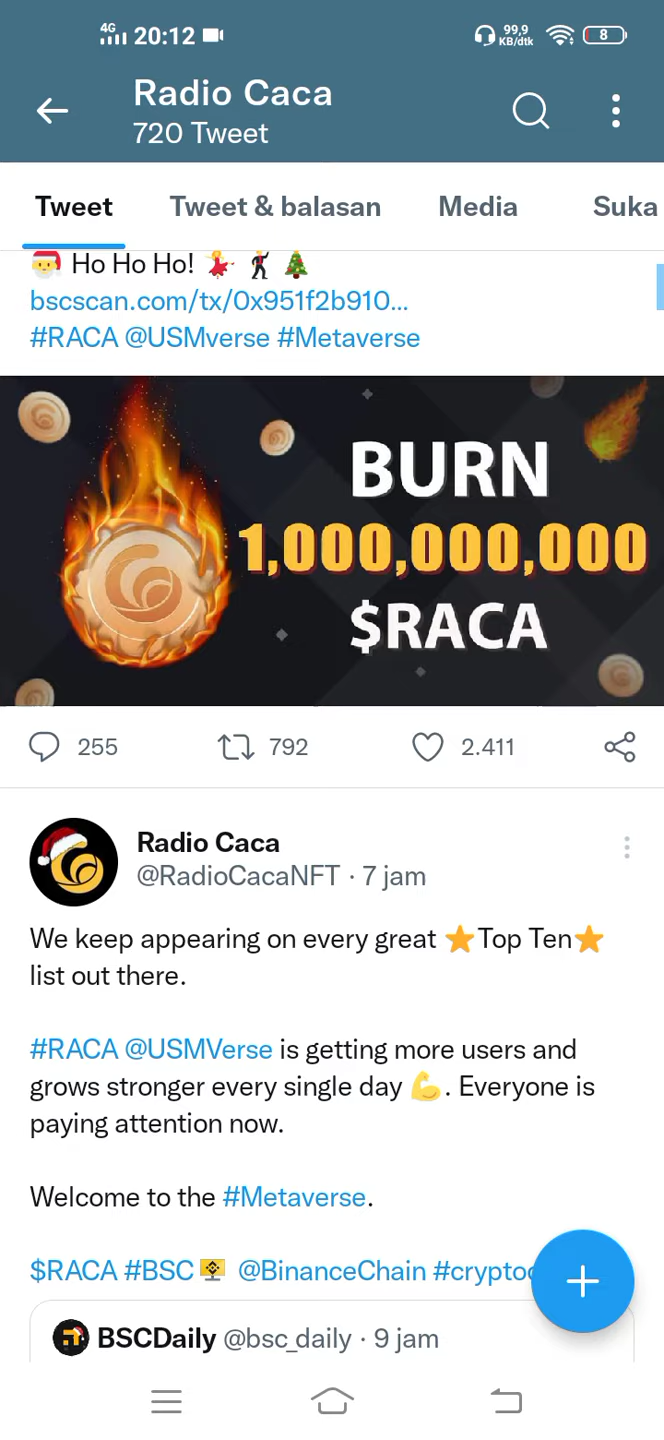 4G 20:12 99,9 KB/dtk 8
Radio Caca
720 Tweet
Tweet Tweet & balasan Media Suka
🎅 Ho Ho Ho! 💃 🕺 🎄
bscscan.com/tx/0x951f2b910...
#RACA @USMverse #Metaverse
BURN
1,000,000,000
$RACA
255 792 2.411
Radio Caca
@RadioCacaNFT · 7 jam
We keep appearing on every great ⭐Top Ten⭐
list out there.
#RACA @USMVerse is getting more users and
grows stronger every single day 💪. Everyone is
paying attention now.
Welcome to the #Metaverse.
$RACA #BSC @BinanceChain #crypto
BSCDaily @bsc_daily · 9 jam